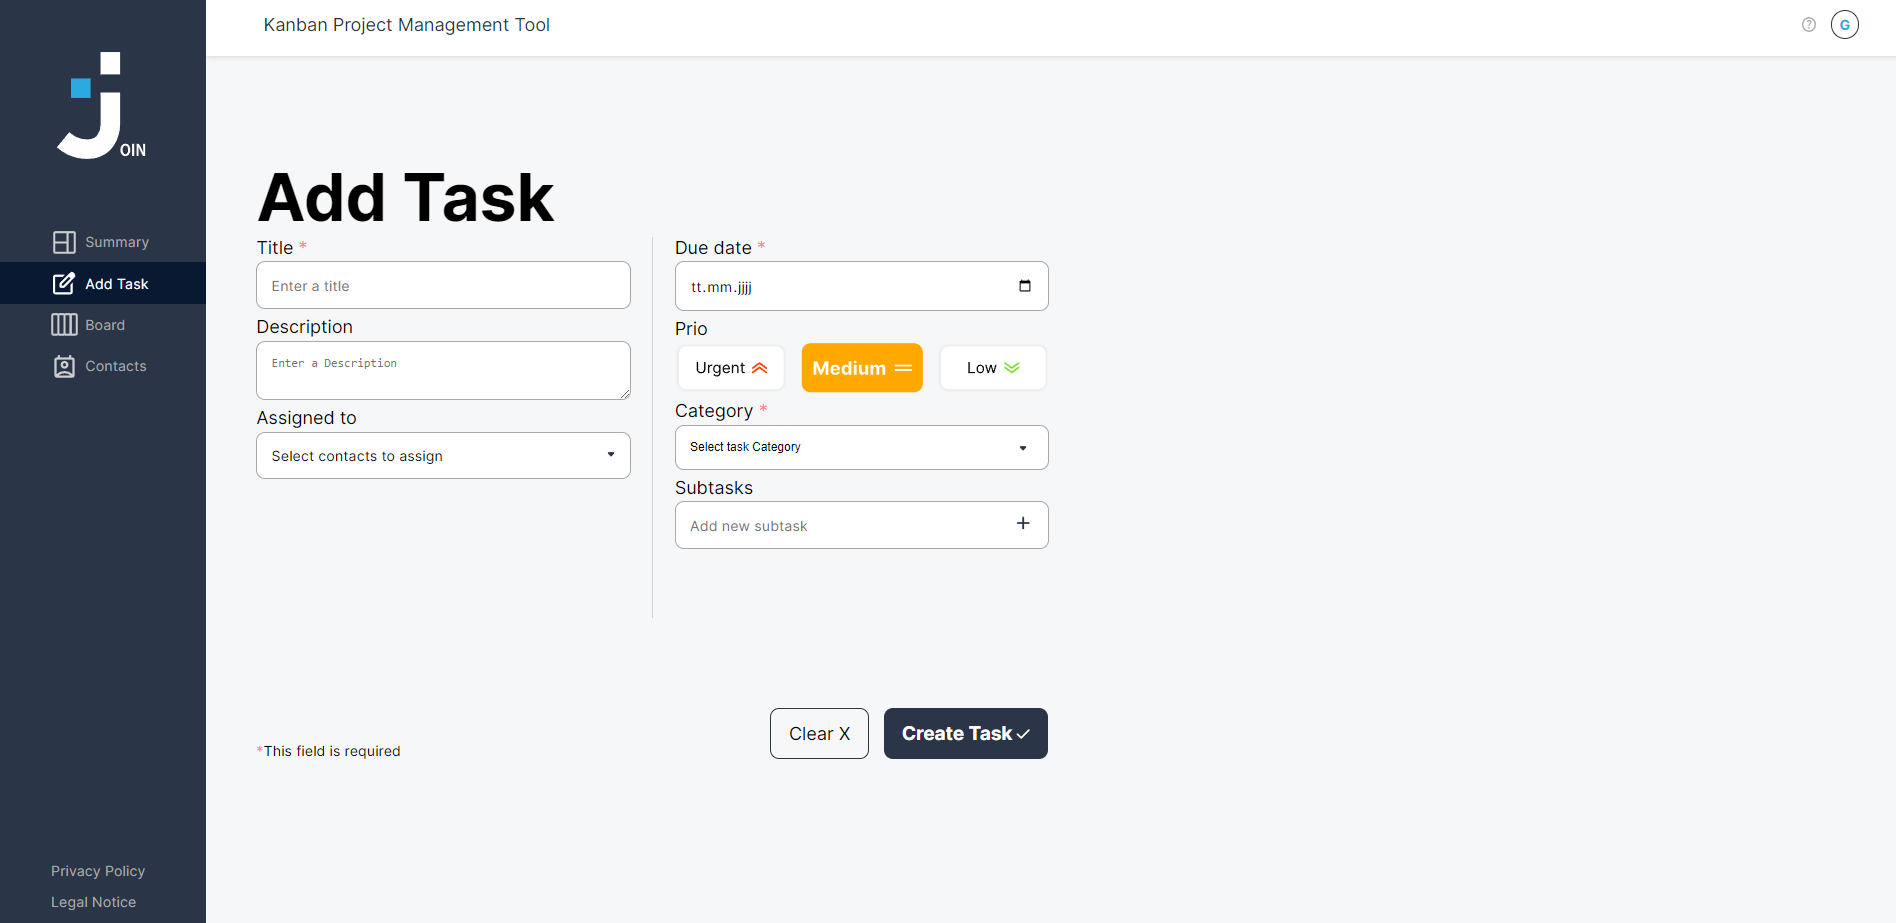 Kanban Project Management Tool
G
OIN
Summary
Add Task
Board
Contacts
Privacy Policy
Legal Notice
Add Task
Title *
Enter a title
Description
Enter a Description
Assigned to
Select contacts to assign
Due date *
tt.mm.jjjj
Prio
Urgent
Medium
Low
Category *
Select task Category
Subtasks
Add new subtask
*This field is required
Clear X
Create Task